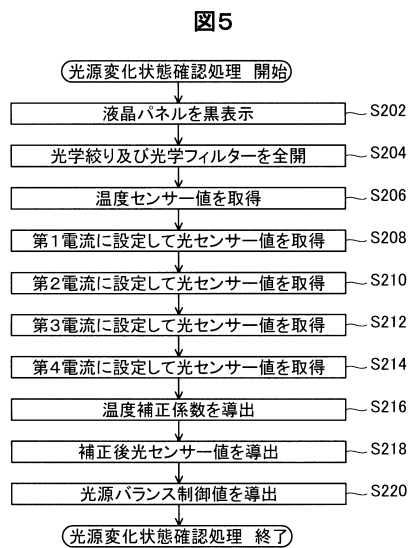 図5
光源変化状態確認処理 開始
液晶パネルを黒表示 S202
光学絞り及び光学フィルターを全開 S204
温度センサー値を取得 S206
第1電流に設定して光センサー値を取得 S208
第2電流に設定して光センサー値を取得 S210
第3電流に設定して光センサー値を取得 S212
第4電流に設定して光センサー値を取得 S214
温度補正係数を導出 S216
補正後光センサー値を導出 S218
光源バランス制御値を導出 S220
光源変化状態確認処理 終了